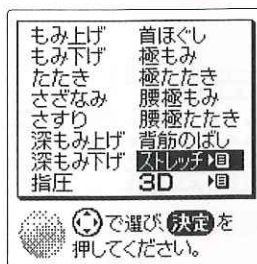 もみ上げ 首ほぐし
もみ下げ 極もみ
たたき 極たたき
さざなみ 腰極もみ
さすり 腰極たたき
深もみ上げ 背筋のばし
深もみ下げ ストレッチ
指圧 3D
で選び、決定を
押してください。